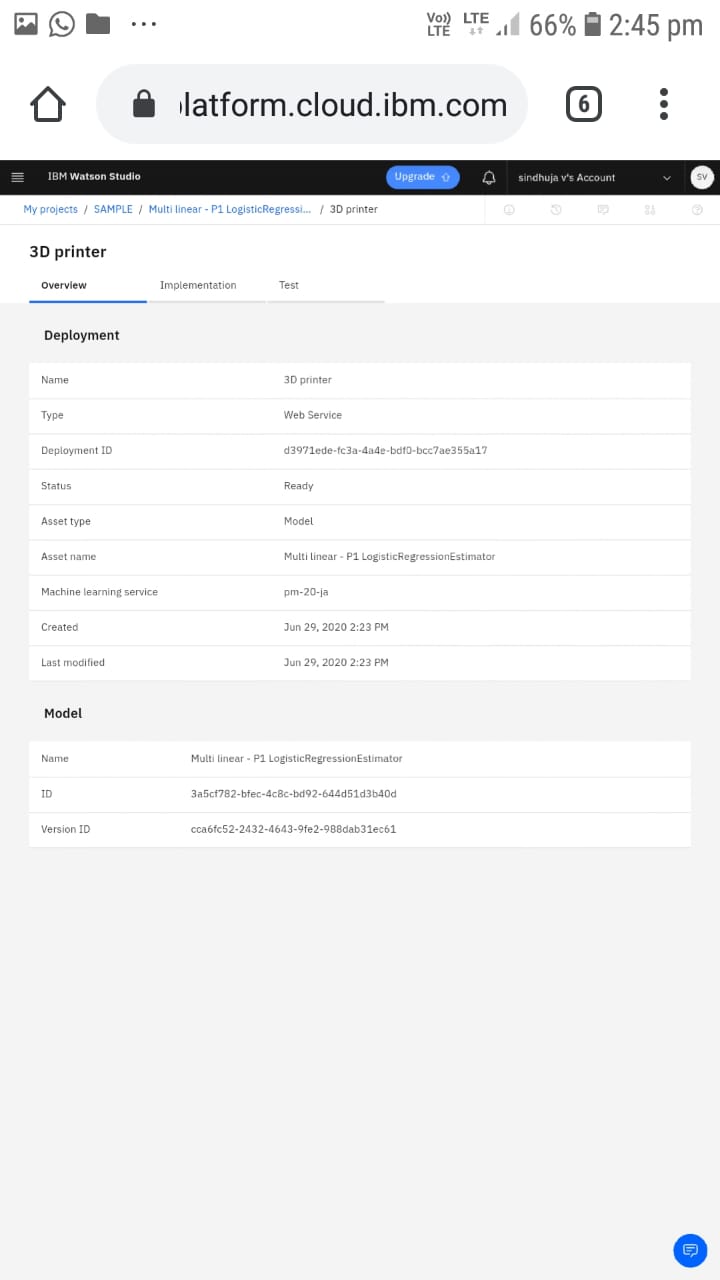 Vo)) LTE LTE 66% 2:45 pm
latform.cloud.ibm.com 6
IBM Watson Studio Upgrade sindhuja v's Account SV
My projects / SAMPLE / Multi linear - P1 LogisticRegressi... / 3D printer
3D printer
Overview Implementation Test
Deployment
Name 3D printer
Type Web Service
Deployment ID d3971ede-fc3a-4a4e-bdf0-bcc7ae355a17
Status Ready
Asset type Model
Asset name Multi linear - P1 LogisticRegressionEstimator
Machine learning service pm-20-ja
Created Jun 29, 2020 2:23 PM
Last modified Jun 29, 2020 2:23 PM
Model
Name Multi linear - P1 LogisticRegressionEstimator
ID 3a5cf782-bfec-4c8c-bd92-644d51d3b40d
Version ID cca6fc52-2432-4643-9fe2-988dab31ec61